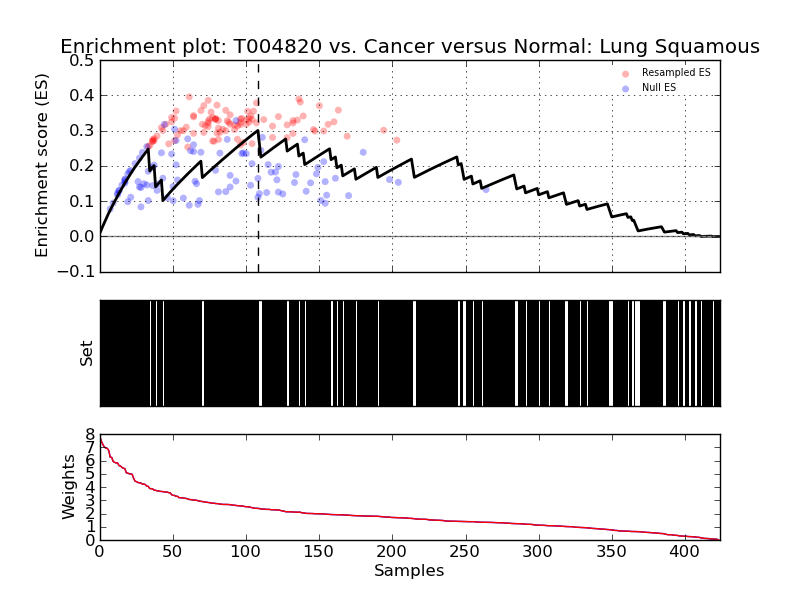 Enrichment plot: T004820 vs. Cancer versus Normal: Lung Squamous
0.5
0.4
0.3
0.2
0.1
0.0
−0.1
Enrichment score (ES)
Resampled ES
Null ES
Set
8
7
6
5
4
3
2
1
0
Weights
0 50 100 150 200 250 300 350 400
Samples